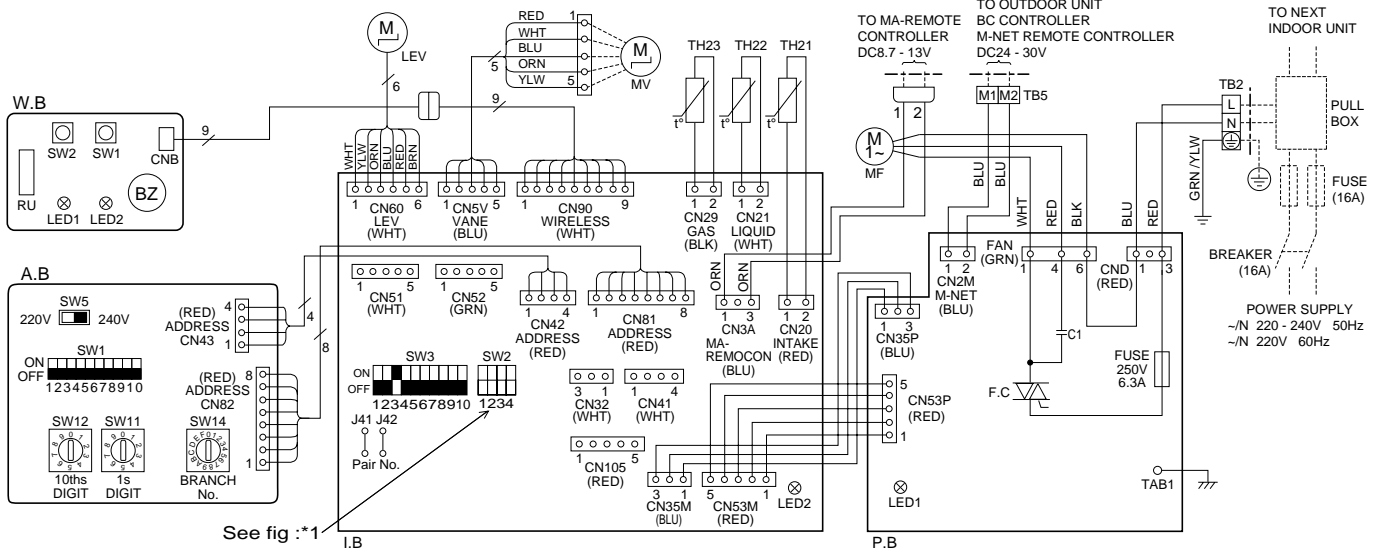 W.B
SW2
SW1
CNB
9
RU
LED1
LED2
BZ
A.B
SW5
220V
240V
(RED)
ADDRESS
CN43
4
1
4
8
SW1
ON
OFF
12345678910
(RED)
ADDRESS
CN82
8
1
SW12
SW11
SW14
10ths
DIGIT
1s
DIGIT
BRANCH
No.
See fig :*1
M
LEV
6
9
WHT
YLW
ORN
BLU
RED
BRN
RED
WHT
BLU
ORN
YLW
1
5
5
M
MV
TH23
TH22
TH21
t°
t°
t°
1 6
CN60
LEV
(WHT)
1 5
CN5V
VANE
(BLU)
1 9
CN90
WIRELESS
(WHT)
1 2
CN29
GAS
(BLK)
1 2
CN21
LIQUID
(WHT)
1 5
CN51
(WHT)
1 5
CN52
(GRN)
1 4
CN42
ADDRESS
(RED)
1 8
CN81
ADDRESS
(RED)
ORN
ORN
1 3
CN3A
MA-
REMOCON
(BLU)
1 2
CN20
INTAKE
(RED)
SW3
ON
OFF
12345678910
SW2
1234
J41 J42
Pair No.
3 1
CN32
(WHT)
1 4
CN41
(WHT)
1 5
CN105
(RED)
3 1
CN35M
(BLU)
5 1
CN53M
(RED)
LED2
I.B
TO MA-REMOTE
CONTROLLER
DC8.7 - 13V
1 2
TO OUTDOOR UNIT
BC CONTROLLER
M-NET REMOTE CONTROLLER
DC24 - 30V
M1 M2 TB5
M
1~
MF
BLU
BLU
WHT
RED
BLK
BLU
RED
1 2
CN2M
M-NET
(BLU)
FAN
(GRN)
1 4 6
CND
(RED)
1 3
1 3
CN35P
(BLU)
5
CN53P
(RED)
1
C1
F.C
FUSE
250V
6.3A
LED1
TAB1
P.B
TO NEXT
INDOOR UNIT
TB2
L
N
GRN /YLW
PULL
BOX
FUSE
(16A)
BREAKER
(16A)
POWER SUPPLY
~/N 220 - 240V 50Hz
~/N 220V 60Hz